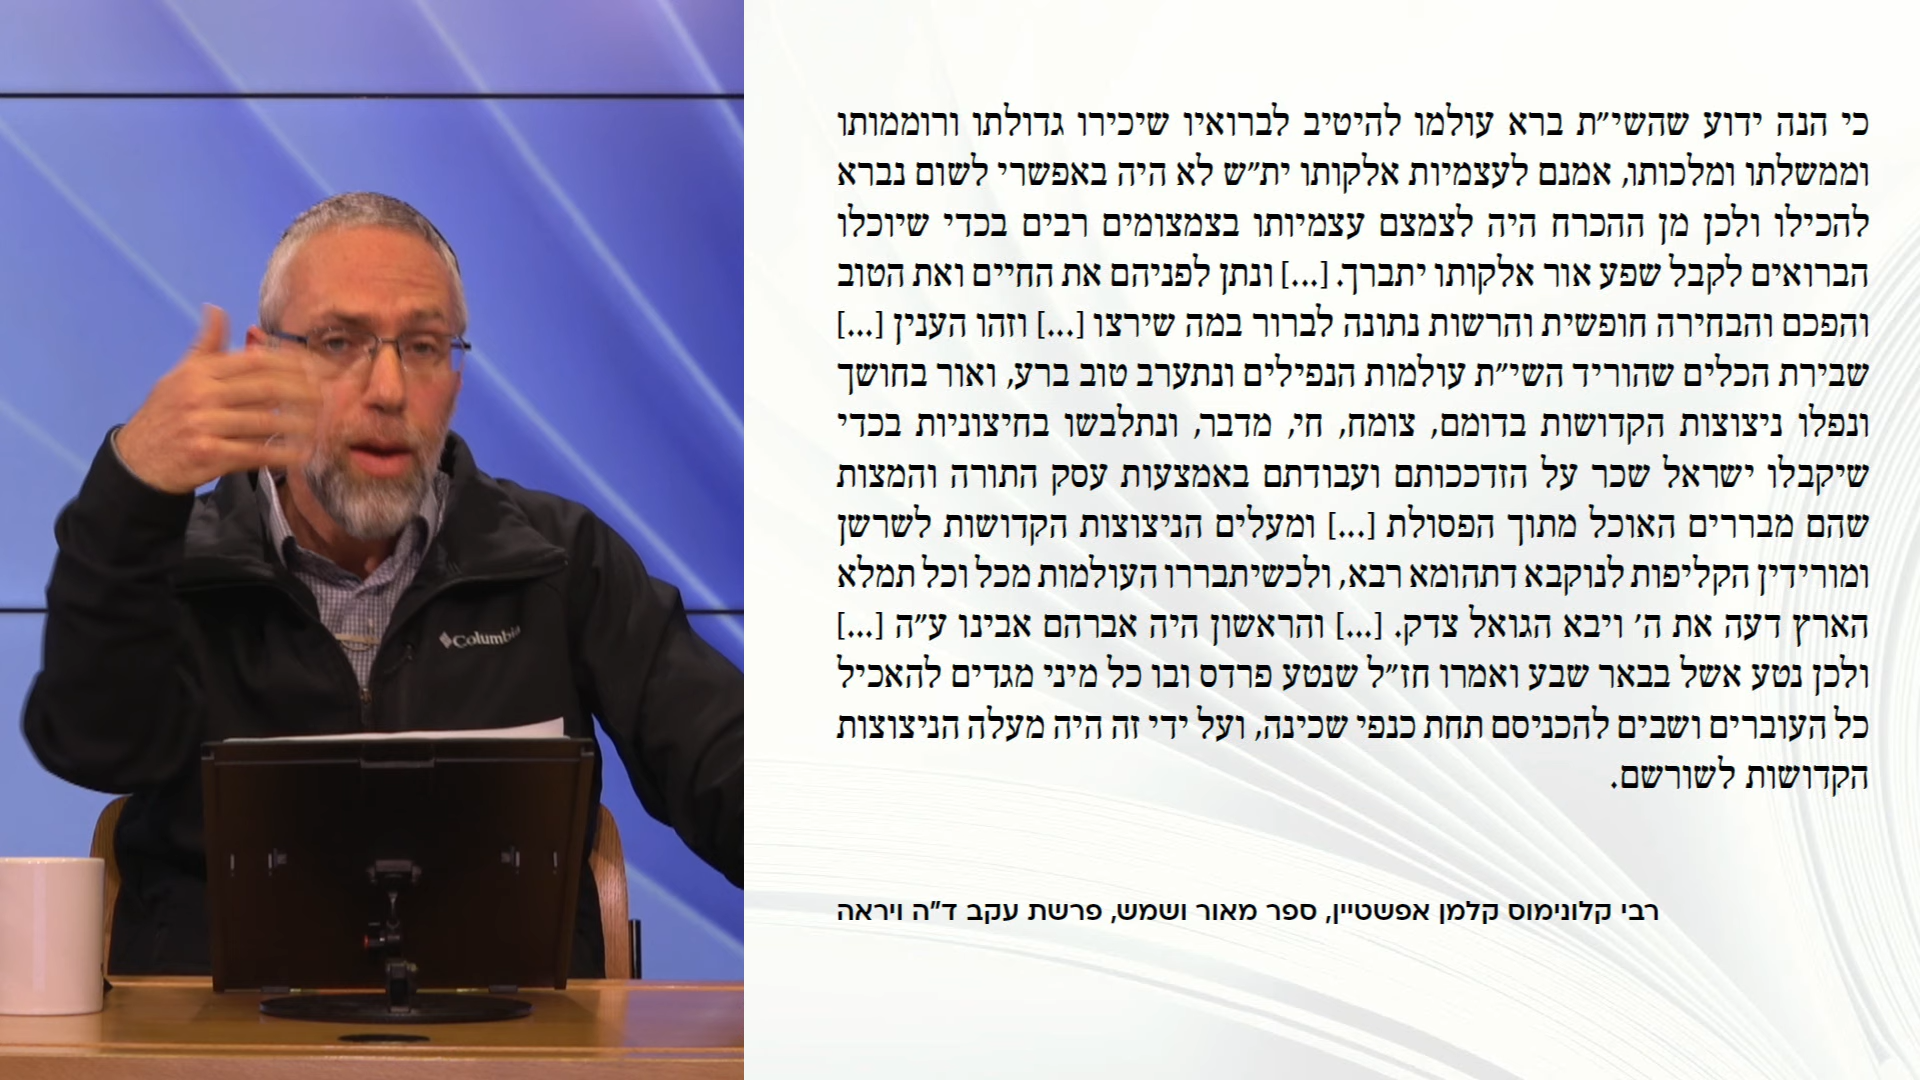 כי הנה ידוע שהשי״ת ברא עולמו להיטיב לברואיו שיכירו גדולתו ורוממותו
וממשלתו ומלכותו, אמנם לעצמיות אלקותו ית״ש לא היה באפשרי לשום נברא
להכילו ולכן מן ההכרח היה לצמצם עצמיותו בצמצומים רבים בכדי שיוכלו
הברואים לקבל שפע אור אלקותו יתברך. [...] ונתן לפניהם את החיים ואת הטוב
והפכם והבחירה חופשית והרשות נתונה לברור במה שירצו [...] וזהו הענין [...]
שבירת הכלים שהוריד השי״ת עולמות הנפילים ונתערב טוב ברע, ואור בחושך
ונפלו ניצוצות הקדושות בדומם, צומח, חי, מדבר, ונתלבשו בחיצוניות בכדי
שיקבלו ישראל שכר על הזדככותם ועבודתם באמצעות עסק התורה והמצות
שהם מבררים האוכל מתוך הפסולת [...] ומעלים הניצוצות הקדושות לשרשן
ומורידין הקליפות לנוקבא דתהומא רבא, ולכשיתבררו העולמות מכל וכל תמלא
הארץ דעה את ה׳ ויבא הגואל צדק. [...] והראשון היה אברהם אבינו ע״ה [...]
ולכן נטע אשל בבאר שבע ואמרו חז״ל שנטע פרדס ובו כל מיני מגדים להאכיל
כל העוברים ושבים להכניסם תחת כנפי שכינה, ועל ידי זה היה מעלה הניצוצות
הקדושות לשורשם.
רבי קלונימוס קלמן אפשטיין, ספר מאור ושמש, פרשת עקב ד"ה ויראה
Columbia